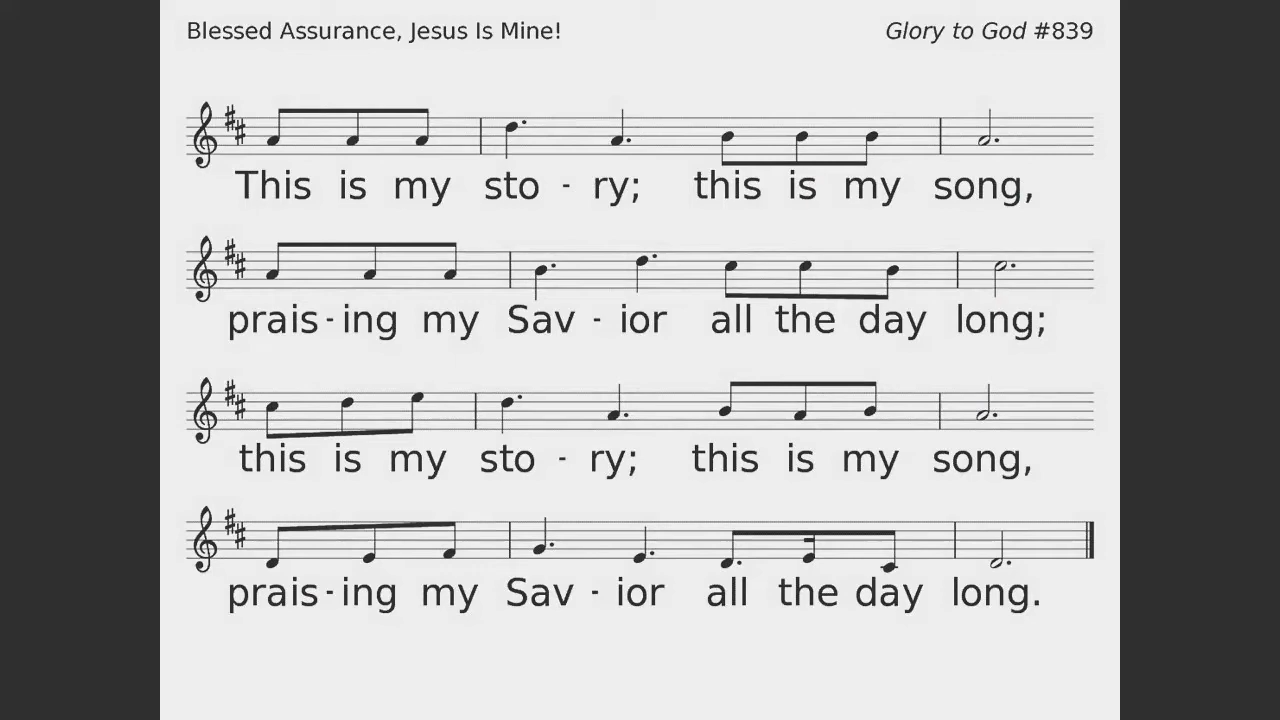 Blessed Assurance, Jesus Is Mine! Glory to God #839
This is my sto - ry; this is my song,
prais - ing my Sav - ior all the day long;
this is my sto - ry; this is my song,
prais - ing my Sav - ior all the day long.